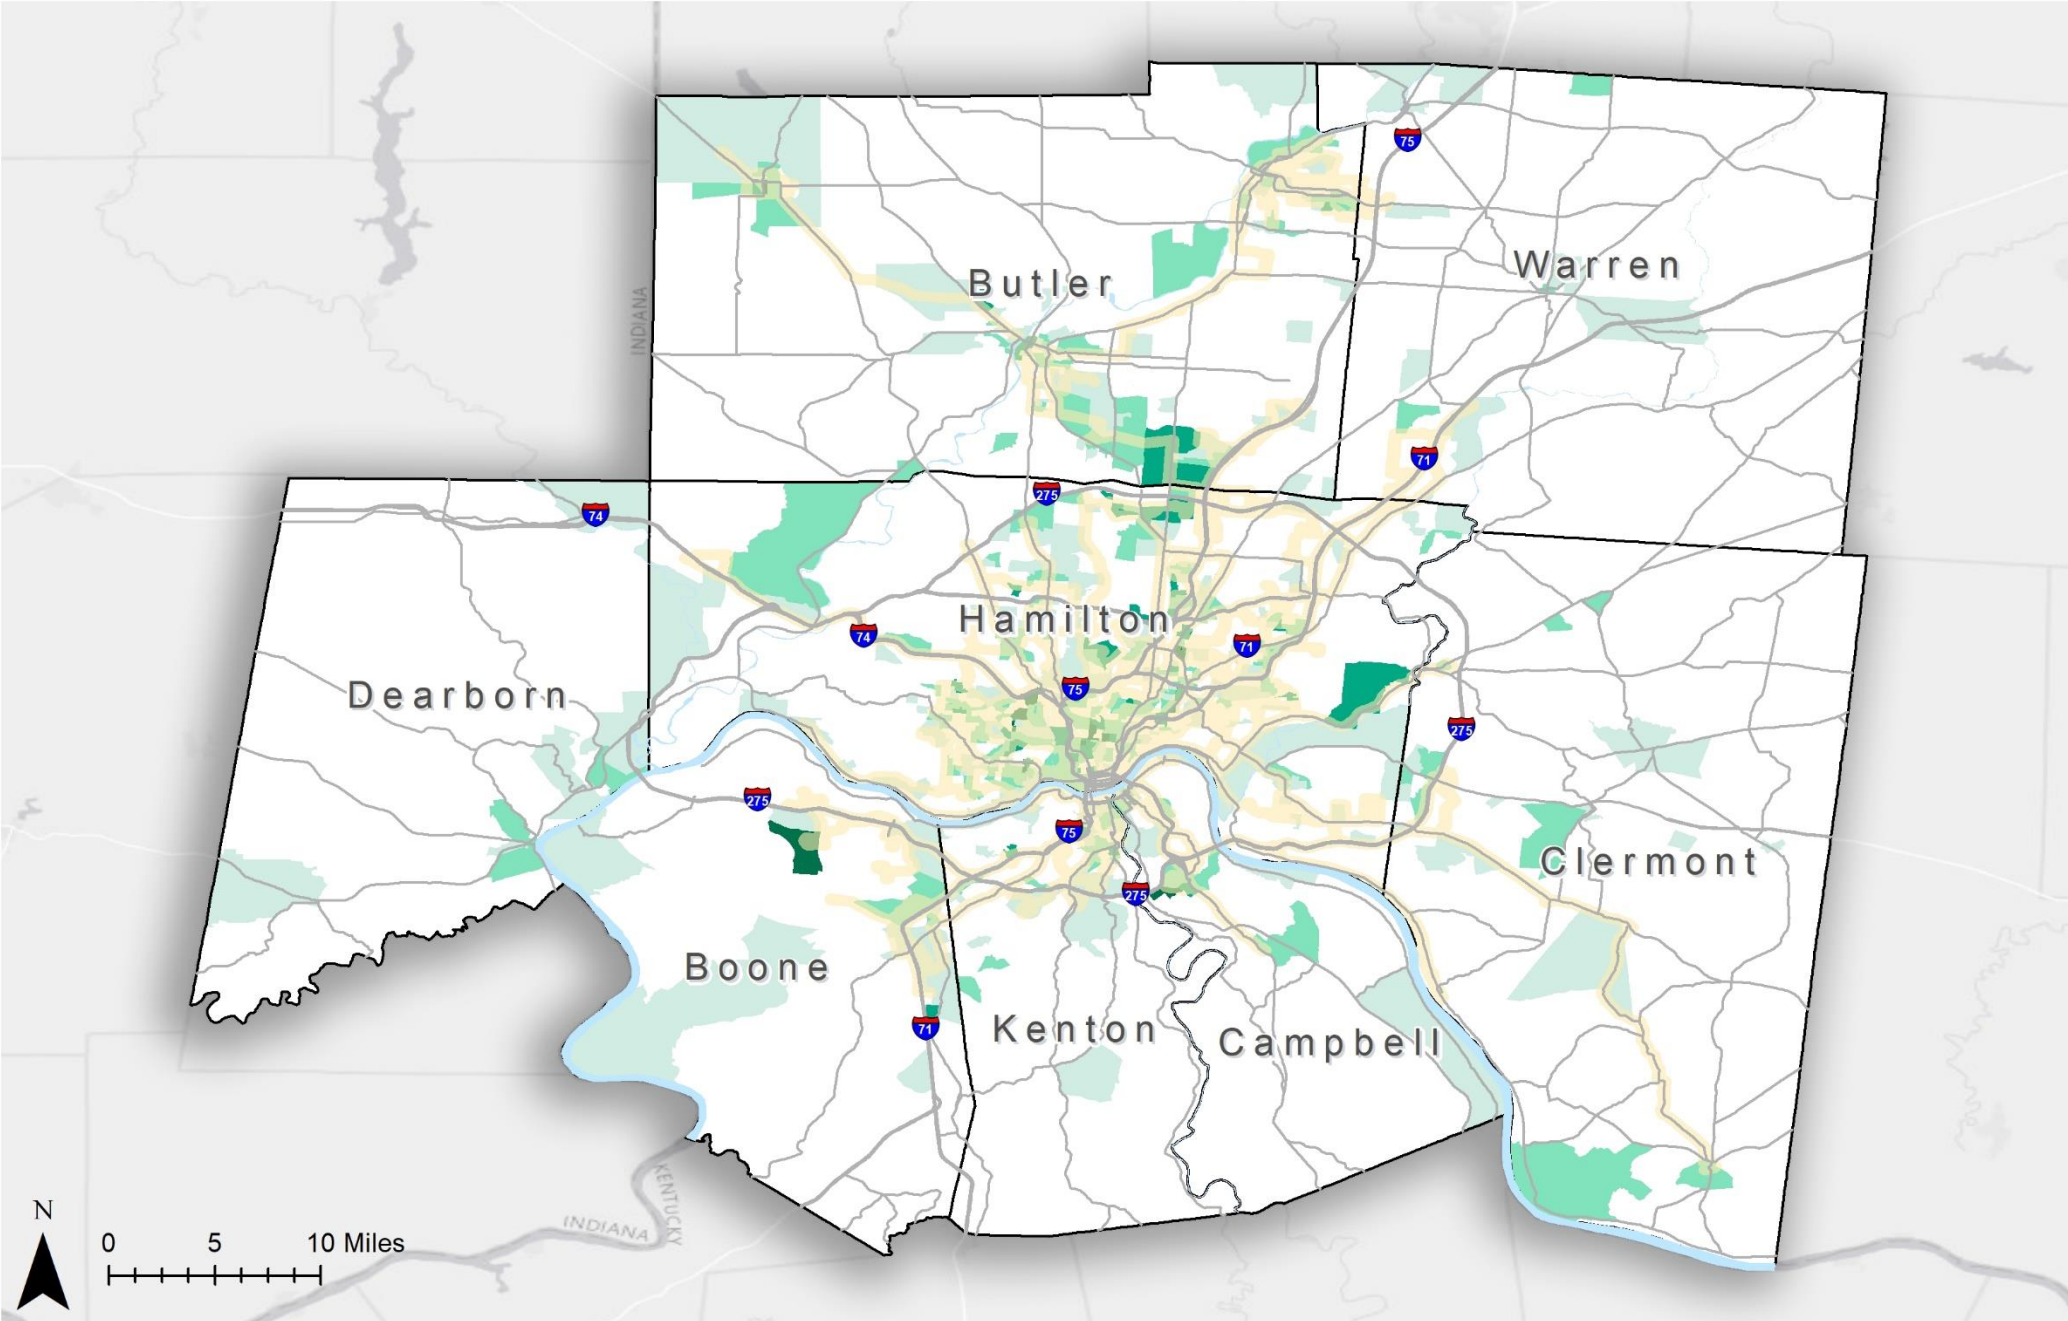 75
Warren
Butler
INDIANA
71
275
74
Hamilton
74
71
75
Dearborn
275
275
75
Clermont
275
Boone
71
Kenton
Campbell
KENTUCKY
INDIANA
N
0 5 10 Miles